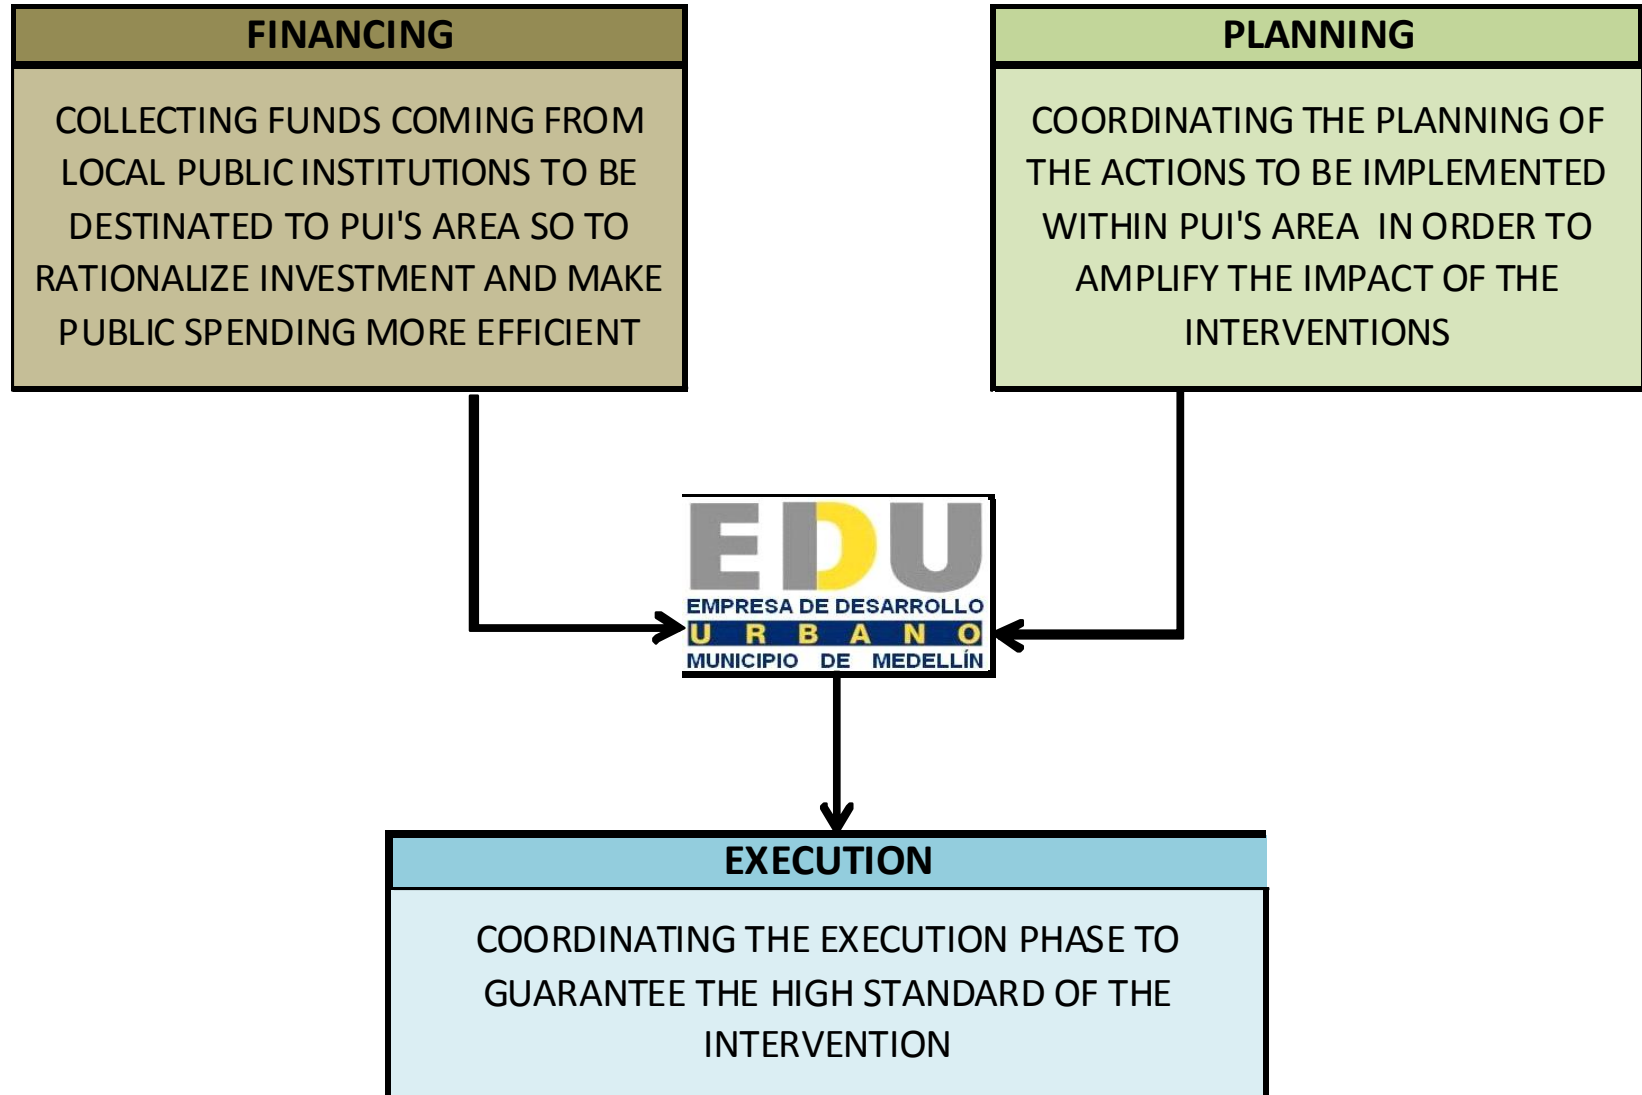 FINANCING
COLLECTING FUNDS COMING FROM
LOCAL PUBLIC INSTITUTIONS TO BE
DESTINATED TO PUI'S AREA SO TO
RATIONALIZE INVESTMENT AND MAKE
PUBLIC SPENDING MORE EFFICIENT
PLANNING
COORDINATING THE PLANNING OF
THE ACTIONS TO BE IMPLEMENTED
WITHIN PUI'S AREA IN ORDER TO
AMPLIFY THE IMPACT OF THE
INTERVENTIONS
EDU
EMPRESA DE DESARROLLO
URBANO
MUNICIPIO DE MEDELLÍN
EXECUTION
COORDINATING THE EXECUTION PHASE TO
GUARANTEE THE HIGH STANDARD OF THE
INTERVENTION